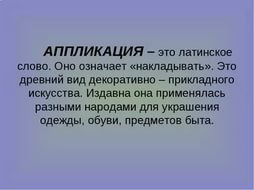 АППЛИКАЦИЯ – это латинское
слово. Оно означает «накладывать». Это
древний вид декоративно – прикладного
искусства. Издавна она применялась
разными народами для украшения
одежды, обуви, предметов быта.